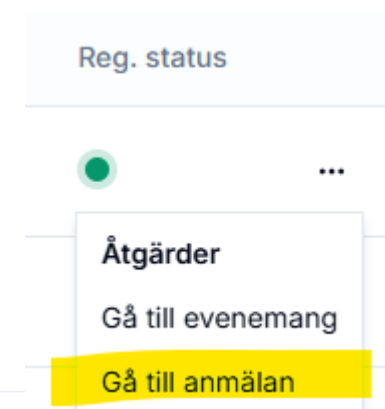 Reg. status
...
Åtgärder
Gå till evenemang
Gå till anmälan